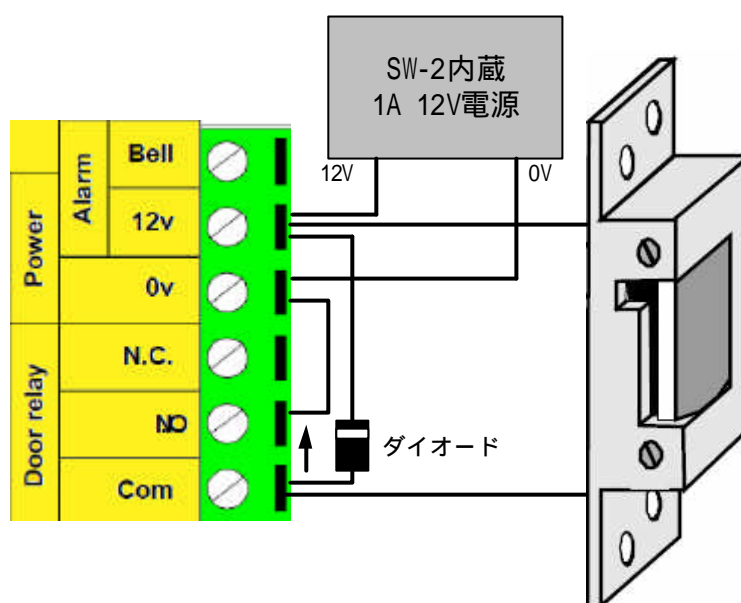 SW-2内蔵
1A 12V電源
12V
0V
Power
Door relay
Alarm
Bell
12v
0v
N.C.
NO
Com
ダイオード